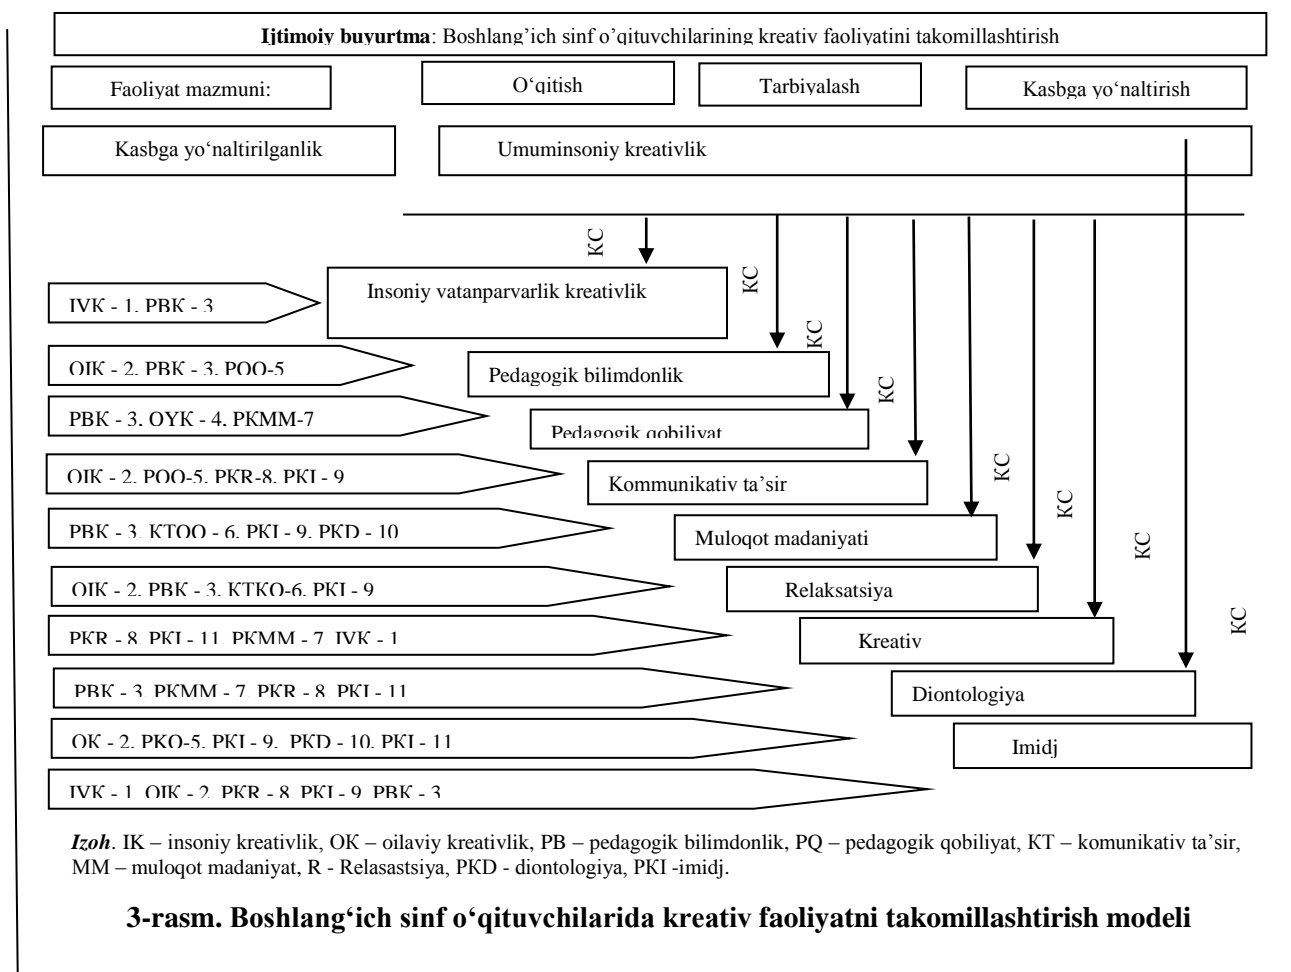 Ijtimoiy buyurtma: Boshlang’ich sinf o’qituvchilarining kreativ faoliyatini takomillashtirish
Faoliyat mazmuni:
O‘qitish
Tarbiyalash
Kasbga yo‘naltirish
Kasbga yo‘naltirilganlik
Umuminsoniy kreativlik
KC
KC
KC
KC
KC
KC
KC
KC
IVK - 1, PBK - 3
Insoniy vatanparvarlik kreativlik
OIK - 2, PBK - 3, POO-5
Pedagogik bilimdonlik
PBK - 3, OYK - 4, PKMM-7
Pedagogik qobiliyat
OIK - 2, POO-5, PKR-8, PKI - 9
Kommunikativ ta’sir
PBK - 3, KTOO - 6, PKI - 9, PKD - 10
Muloqot madaniyati
OIK - 2, PBK - 3, KTKO-6, PKI - 9
Relaksatsiya
PKR - 8, PKI - 11, PKMM - 7, IVK - 1
Kreativ
PBK - 3, PKMM - 7, PKR - 8, PKI - 11
Diontologiya
OK - 2, PKO-5, PKI - 9, PKD - 10, PKI - 11
Imidj
IVK - 1, OIK - 2, PKR - 8, PKI - 9, PBK - 3
Izoh. IK – insoniy kreativlik, OK – oilaviy kreativlik, PB – pedagogik bilimdonlik, PQ – pedagogik qobiliyat, KT – komunikativ ta’sir,
MM – muloqot madaniyat, R - Relasastsiya, PKD - diontologiya, PKI -imidj.
3-rasm. Boshlang‘ich sinf o‘qituvchilarida kreativ faoliyatni takomillashtirish modeli